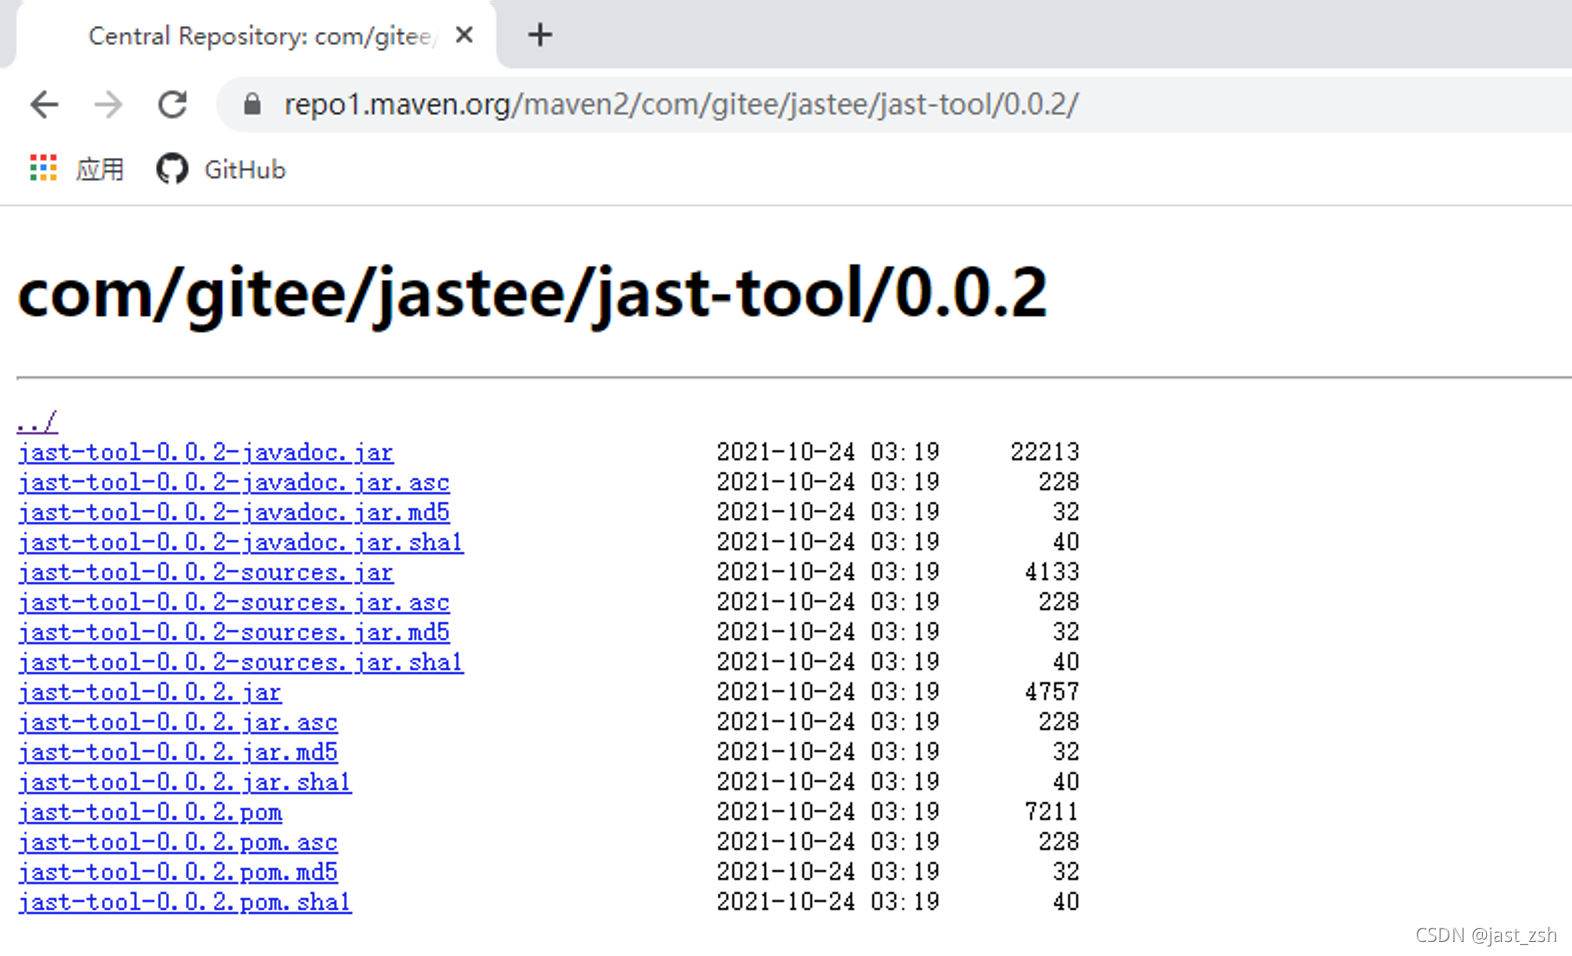 Central Repository: com/gitee/
repo1.maven.org/maven2/com/gitee/jastee/jast-tool/0.0.2/
应用 GitHub
com/gitee/jastee/jast-tool/0.0.2
../
jast-tool-0.0.2-javadoc.jar 2021-10-24 03:19 22213
jast-tool-0.0.2-javadoc.jar.asc 2021-10-24 03:19 228
jast-tool-0.0.2-javadoc.jar.md5 2021-10-24 03:19 32
jast-tool-0.0.2-javadoc.jar.sha1 2021-10-24 03:19 40
jast-tool-0.0.2-sources.jar 2021-10-24 03:19 4133
jast-tool-0.0.2-sources.jar.asc 2021-10-24 03:19 228
jast-tool-0.0.2-sources.jar.md5 2021-10-24 03:19 32
jast-tool-0.0.2-sources.jar.sha1 2021-10-24 03:19 40
jast-tool-0.0.2.jar 2021-10-24 03:19 4757
jast-tool-0.0.2.jar.asc 2021-10-24 03:19 228
jast-tool-0.0.2.jar.md5 2021-10-24 03:19 32
jast-tool-0.0.2.jar.sha1 2021-10-24 03:19 40
jast-tool-0.0.2.pom 2021-10-24 03:19 7211
jast-tool-0.0.2.pom.asc 2021-10-24 03:19 228
jast-tool-0.0.2.pom.md5 2021-10-24 03:19 32
jast-tool-0.0.2.pom.sha1 2021-10-24 03:19 40
CSDN @jast_zsh